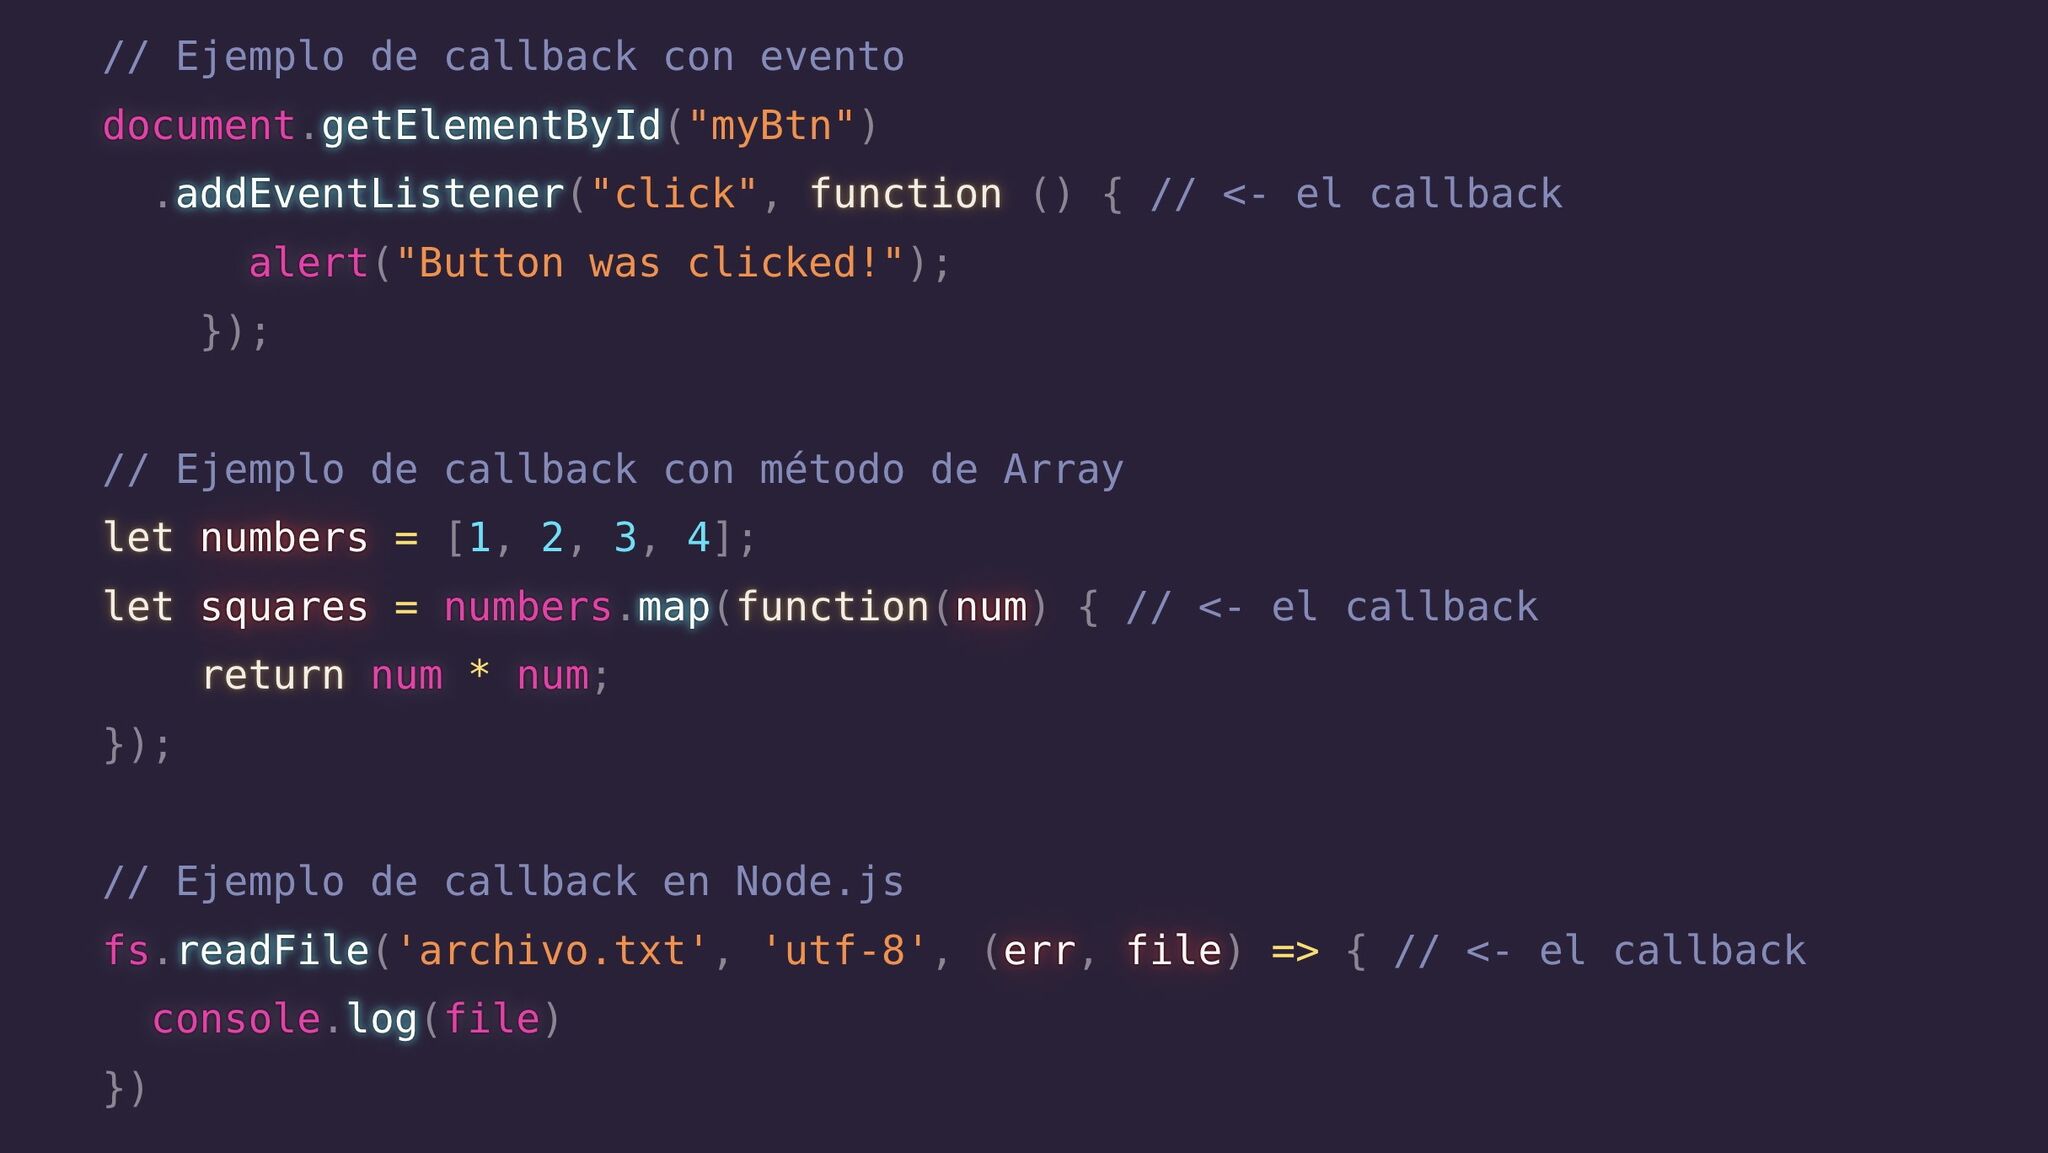 // Ejemplo de callback con evento
document.getElementById("myBtn")
  .addEventListener("click", function () { // <- el callback
      alert("Button was clicked!");
    });

// Ejemplo de callback con método de Array
let numbers = [1, 2, 3, 4];
let squares = numbers.map(function(num) { // <- el callback
    return num * num;
});

// Ejemplo de callback en Node.js
fs.readFile('archivo.txt', 'utf-8', (err, file) => { // <- el callback
  console.log(file)
})